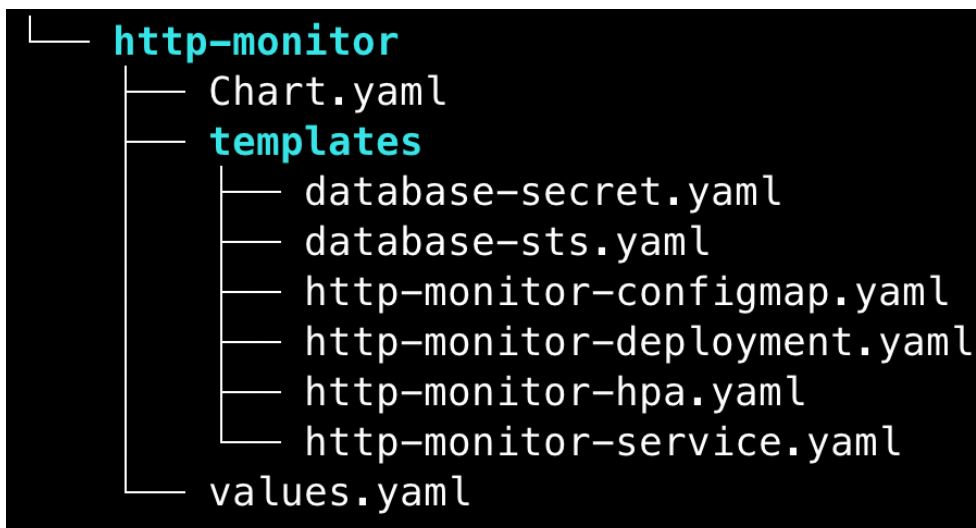 http-monitor
Chart.yaml
templates
database-secret.yaml
database-sts.yaml
http-monitor-configmap.yaml
http-monitor-deployment.yaml
http-monitor-hpa.yaml
http-monitor-service.yaml
values.yaml